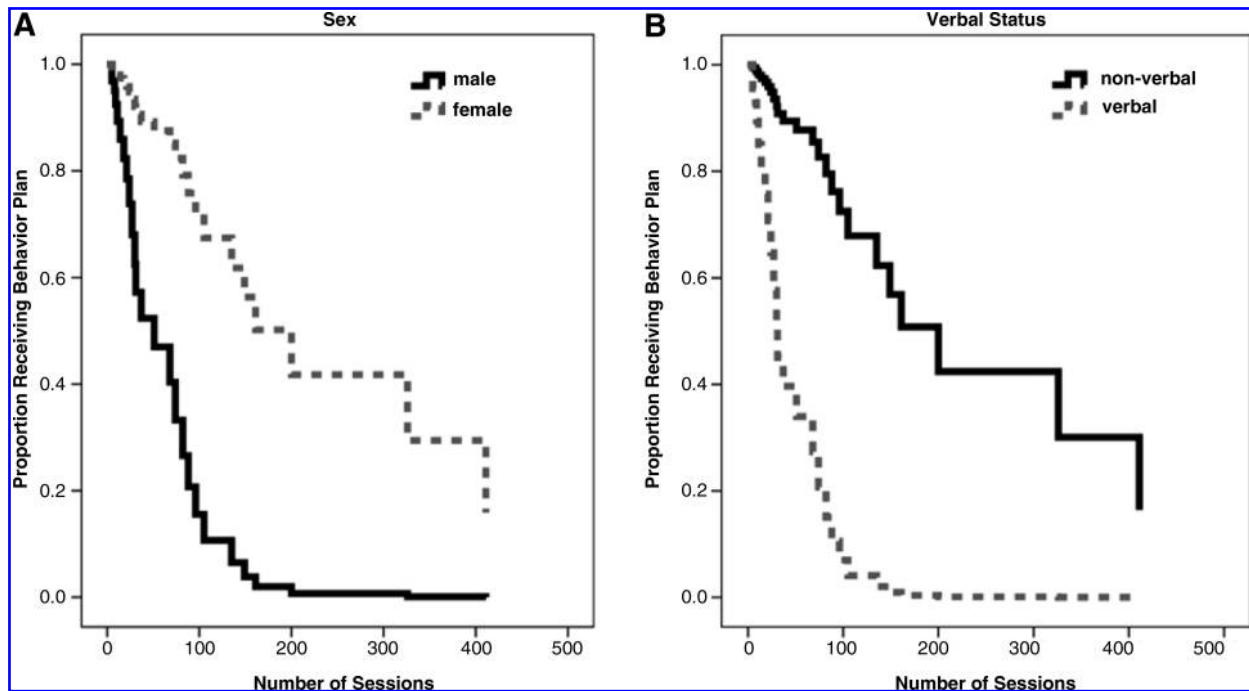 A
Sex
male
female
1.0
0.8
0.6
0.4
0.2
0.0
Proportion Receiving Behavior Plan
0
100
200
300
400
500
Number of Sessions
B
Verbal Status
non-verbal
verbal
1.0
0.8
0.6
0.4
0.2
0.0
Proportion Receiving Behavior Plan
0
100
200
300
400
500
Number of Sessions